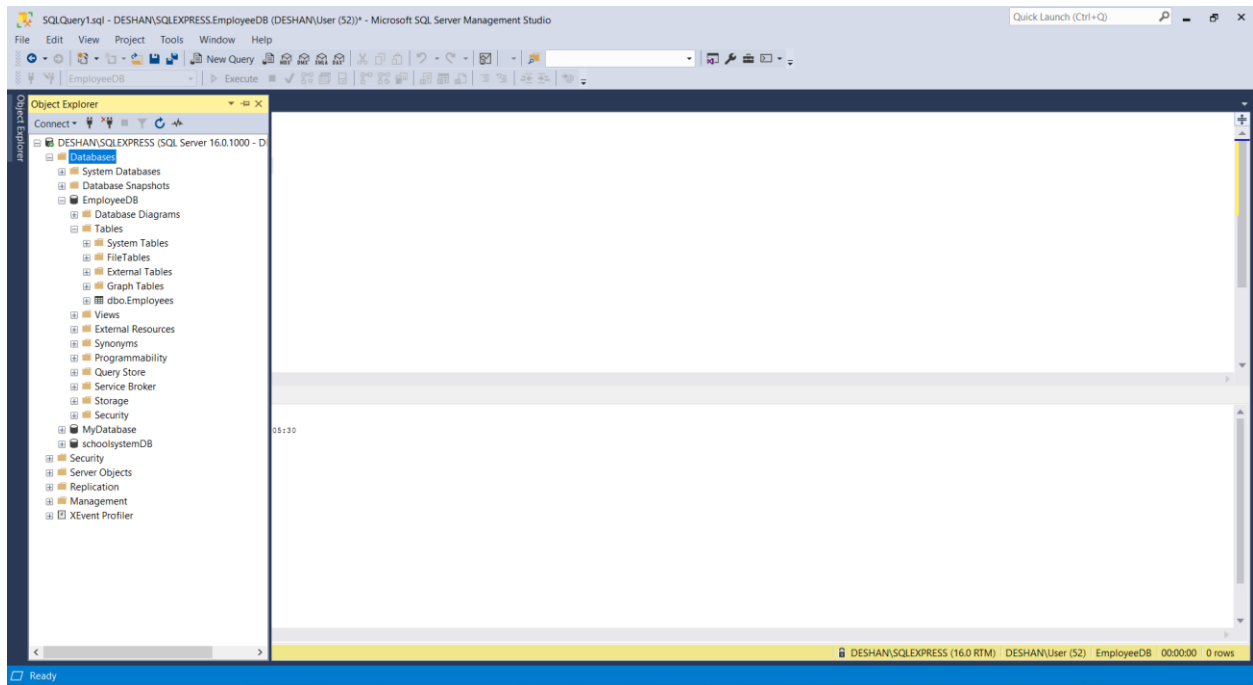 SQLQuery1.sql - DESHAN\SQLEXPRESS.EmployeeDB (DESHAN\User (52))* - Microsoft SQL Server Management Studio
Quick Launch (Ctrl+Q)
File Edit View Project Tools Window Help
New Query
EmployeeDB
Execute
Object Explorer
Object Explorer
Connect
DESHAN\SQLEXPRESS (SQL Server 16.0.1000 - D
Databases
System Databases
Database Snapshots
EmployeeDB
Database Diagrams
Tables
System Tables
FileTables
External Tables
Graph Tables
dbo.Employees
Views
External Resources
Synonyms
Programmability
Query Store
Service Broker
Storage
Security
MyDatabase
05:30
schoolsystemDB
Security
Server Objects
Replication
Management
XEvent Profiler
DESHAN\SQLEXPRESS (16.0 RTM) DESHAN\User (52) EmployeeDB 00:00:00 0 rows
Ready